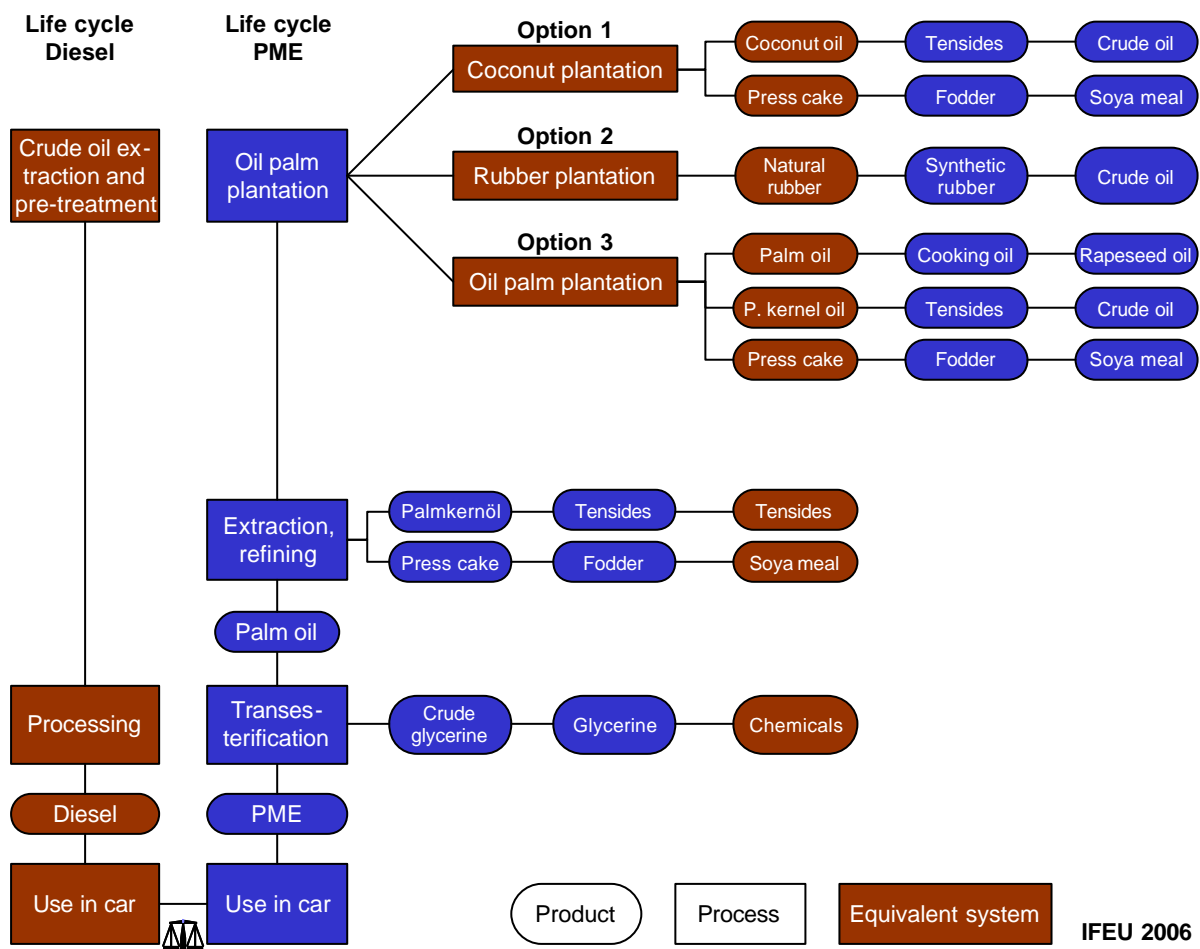 Life cycle
Diesel
Life cycle
PME
Option 1
Coconut plantation
Coconut oil
Tensides
Crude oil
Press cake
Fodder
Soya meal
Crude oil ex-
traction and
pre-treatment
Oil palm
plantation
Option 2
Rubber plantation
Natural
rubber
Synthetic
rubber
Crude oil
Option 3
Oil palm plantation
Palm oil
Cooking oil
Rapeseed oil
P. kernel oil
Tensides
Crude oil
Press cake
Fodder
Soya meal
Extraction,
refining
Palmkernöl
Tensides
Tensides
Press cake
Fodder
Soya meal
Palm oil
Processing
Transes-
terification
Crude
glycerine
Glycerine
Chemicals
Diesel
PME
Use in car
Use in car
Product
Process
Equivalent system
IFEU 2006